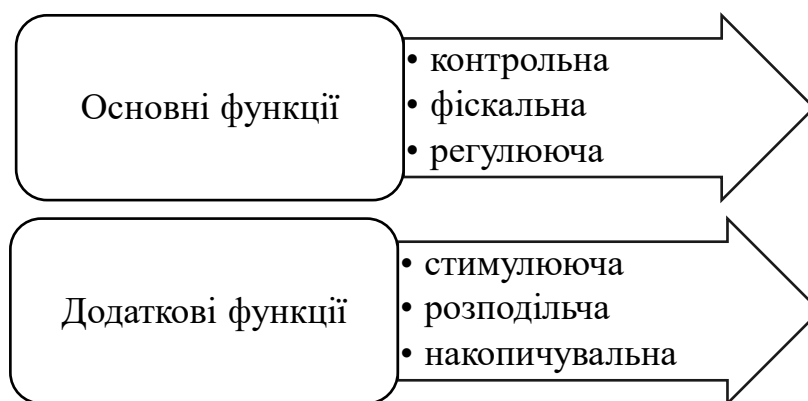 Основні функції
• контрольна
• фіскальна
• регулююча
Додаткові функції
• стимулююча
• розподільча
• накопичувальна